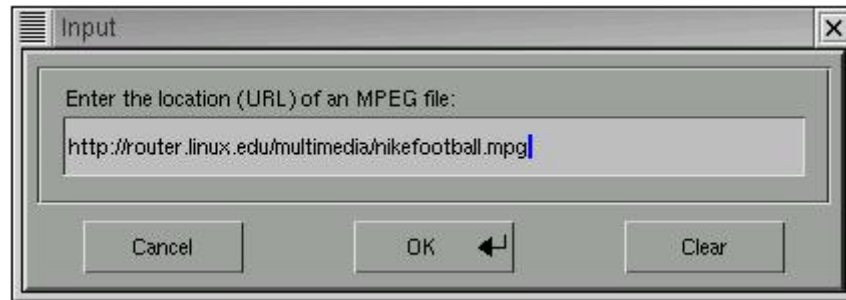 Input
Enter the location (URL) of an MPEG file:
http://router.linux.edu/multimedia/nikefootball.mpg
Cancel OK Clear